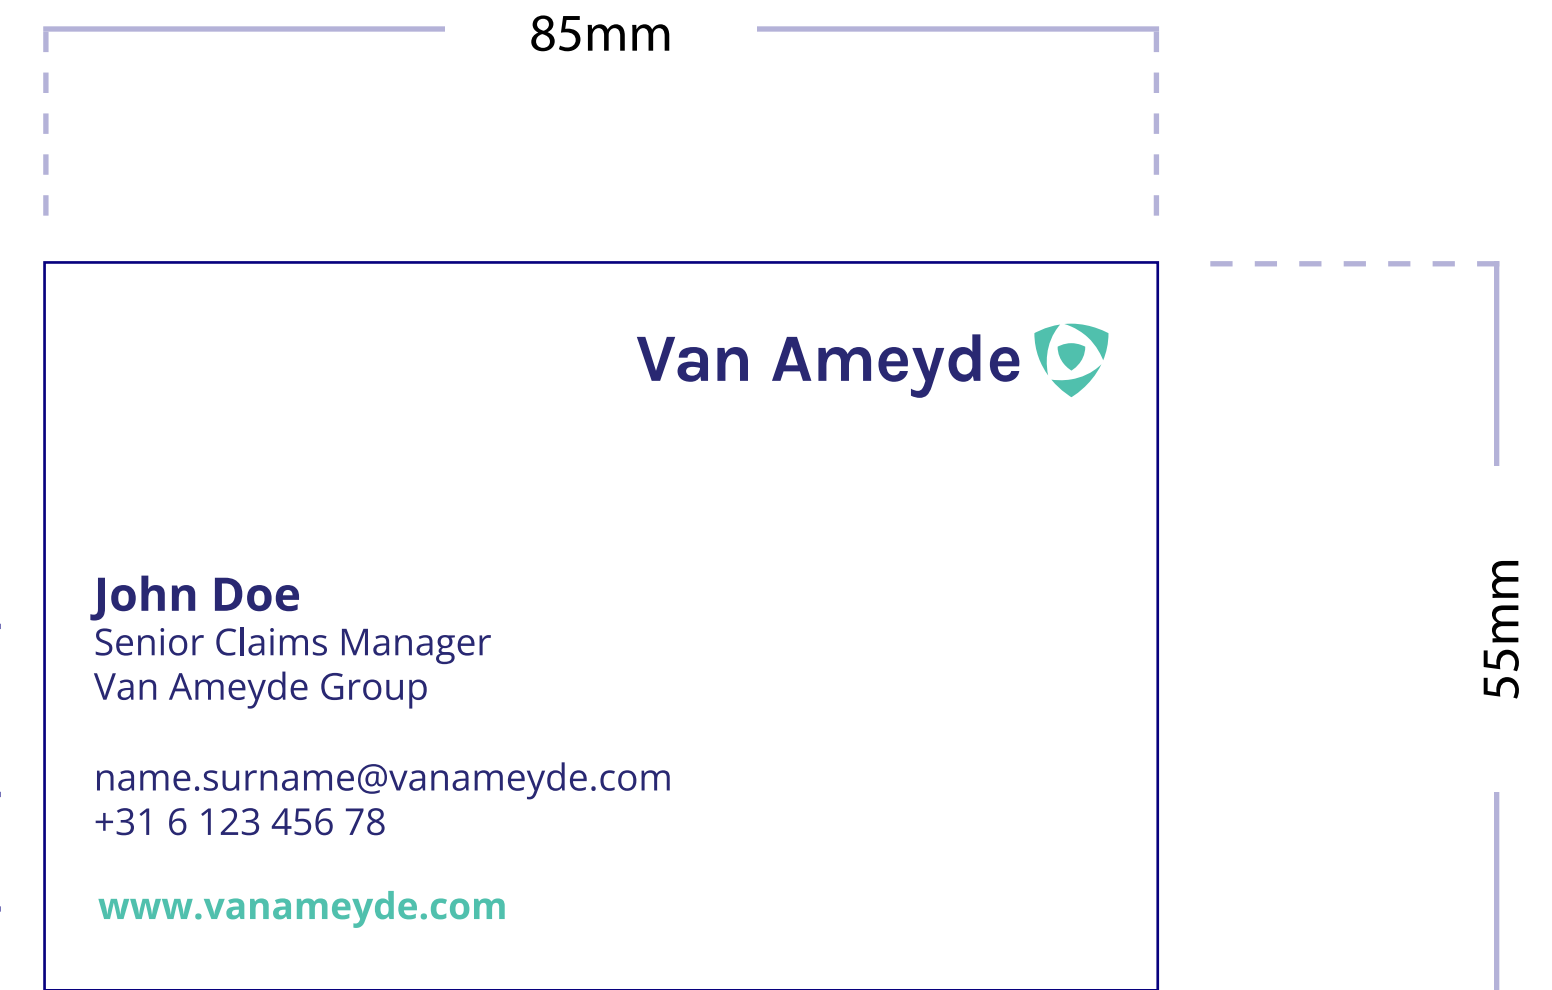 85mm
Van Ameyde
55mm
John Doe
Senior Claims Manager
Van Ameyde Group
name.surname@vanameyde.com
+31 6 123 456 78
www.vanameyde.com